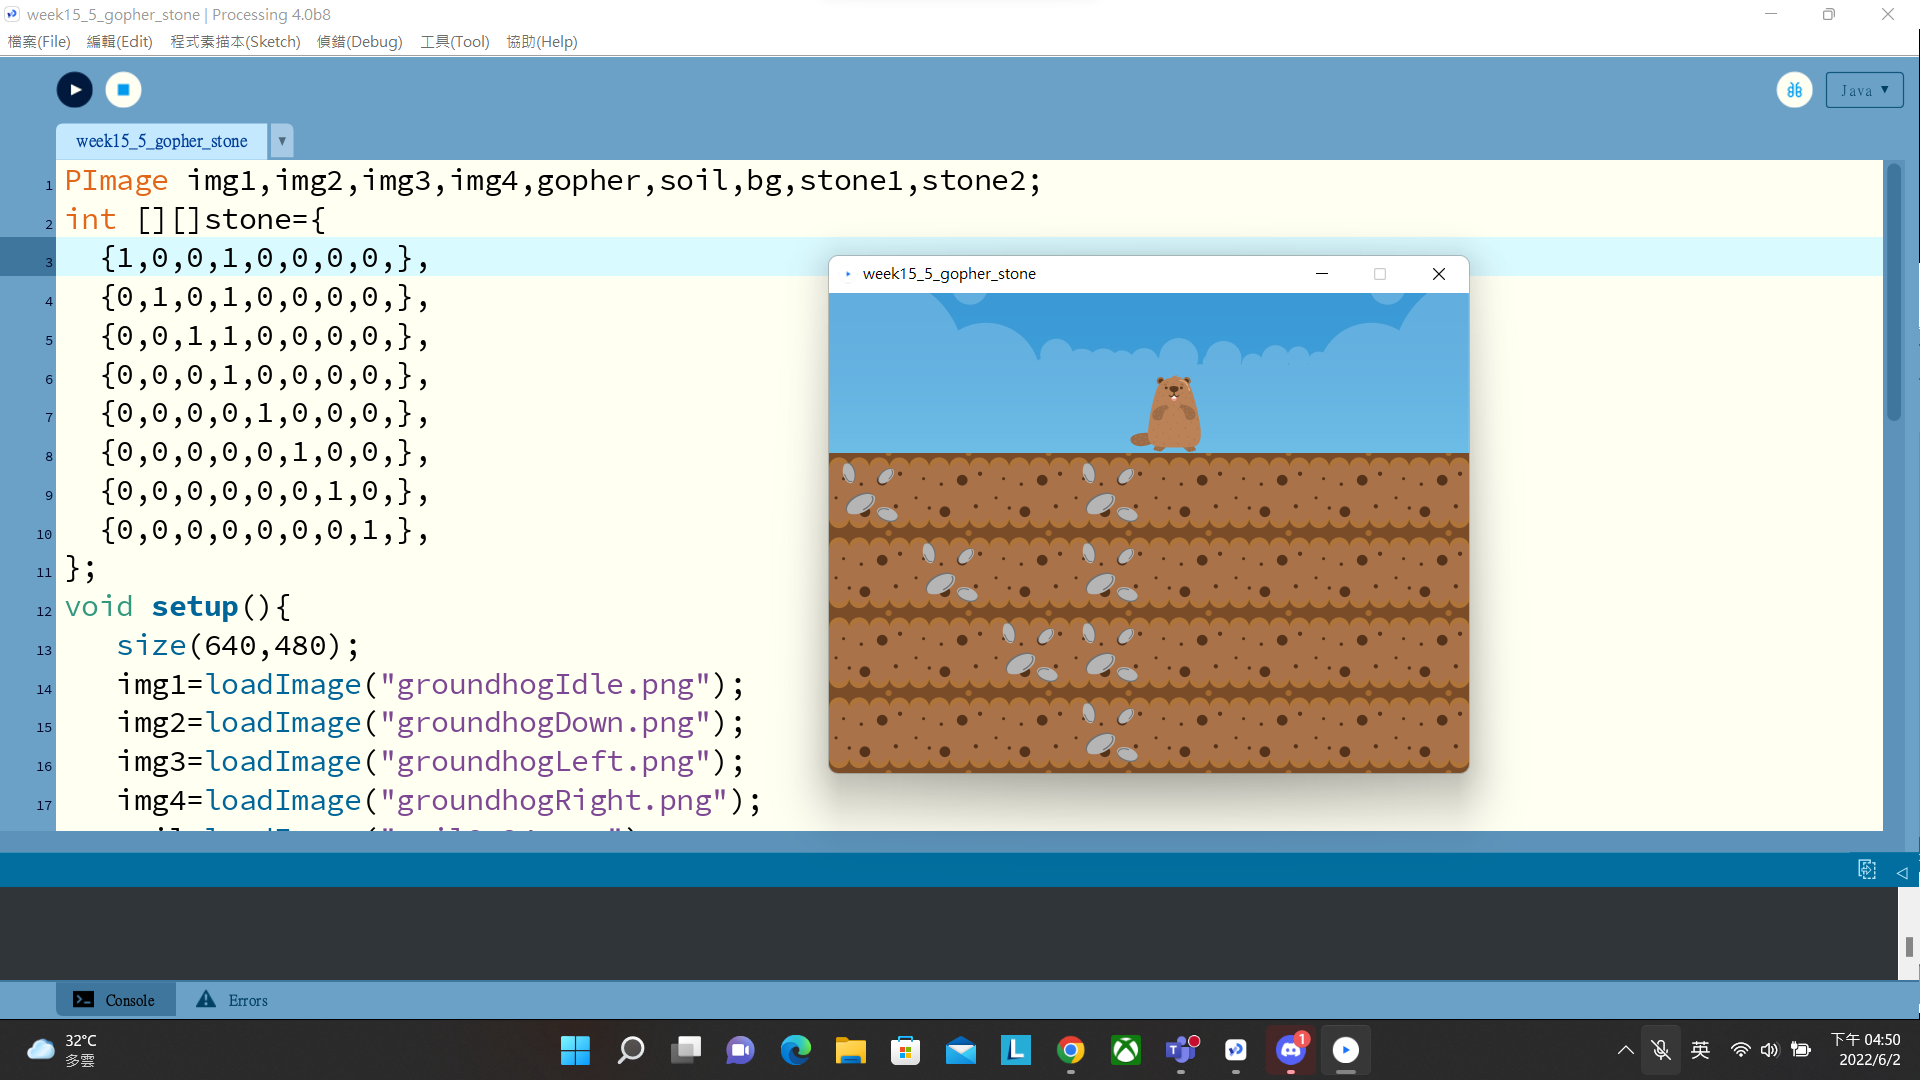 week15_5_gopher_stone | Processing 4.0b8
檔案(File) 編輯(Edit) 程式素描本(Sketch) 偵錯(Debug) 工具(Tool) 協助(Help)
Java ▼
week15_5_gopher_stone ▼
1 PImage img1,img2,img3,img4,gopher,soil,bg,stone1,stone2;
2 int [][]stone={
3 {1,0,0,1,0,0,0,0,},
4 {0,1,0,1,0,0,0,0,},
5 {0,0,1,1,0,0,0,0,},
6 {0,0,0,1,0,0,0,0,},
7 {0,0,0,0,1,0,0,0,},
8 {0,0,0,0,0,1,0,0,},
9 {0,0,0,0,0,0,1,0,},
10 {0,0,0,0,0,0,0,1,},
11 };
12 void setup(){
13 size(640,480);
14 img1=loadImage("groundhogIdle.png");
15 img2=loadImage("groundhogDown.png");
16 img3=loadImage("groundhogLeft.png");
17 img4=loadImage("groundhogRight.png");
week15_5_gopher_stone
Console Errors
32°C
多雲
1
英
下午 04:50
2022/6/2